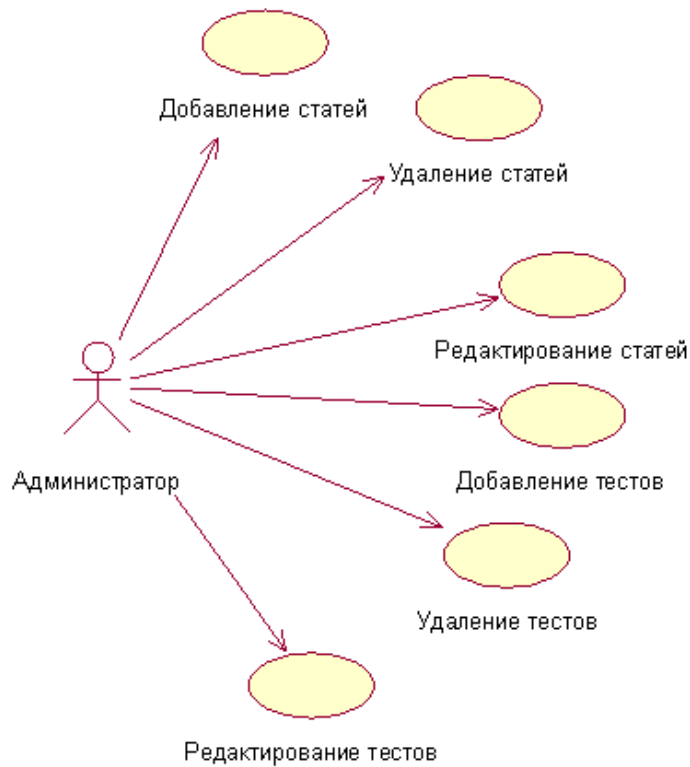 Добавление статей
Удаление статей
Редактирование статей
Администратор
Добавление тестов
Удаление тестов
Редактирование тестов